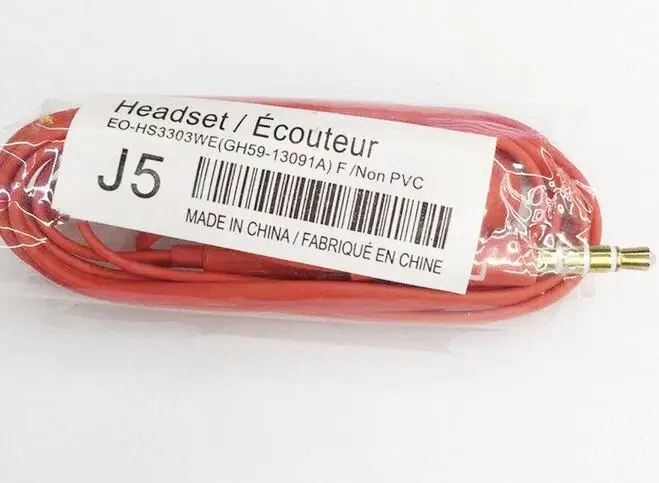 Headset / Écouteur
EO-HS3303WE(GH59-13091A) F /Non PVC
J5
MADE IN CHINA / FABRIQUÉ EN CHINE